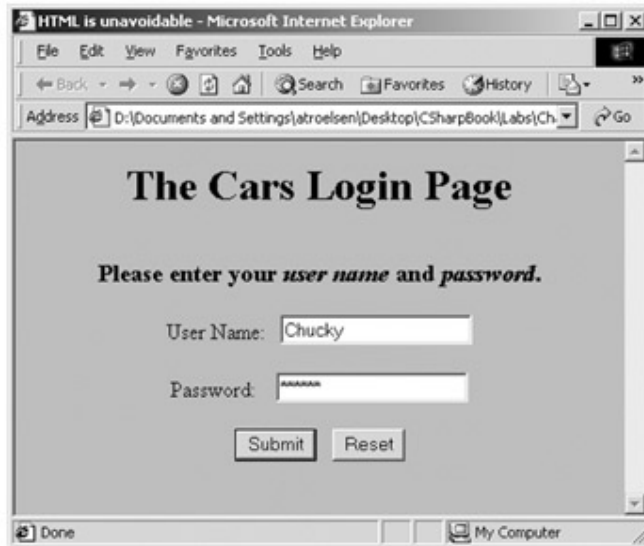 HTML is unavoidable - Microsoft Internet Explorer
File Edit View Favorites Tools Help
Back Search Favorites History »
Address D:\Documents and Settings\atroelsen\Desktop\CSharpBook\Labs\Ch Go
The Cars Login Page
Please enter your user name and password.
User Name: Chucky
Password: ******
Submit Reset
Done My Computer